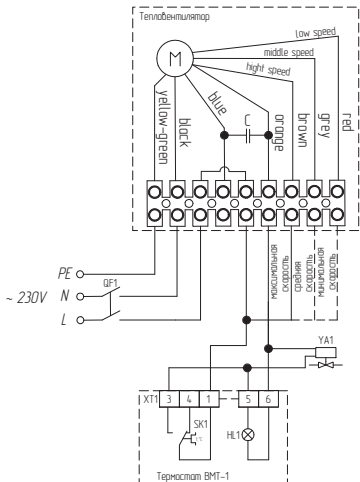 Тепловентилятор
low speed
middle speed
hight speed
M
yellow-green
black
blue
C
orange
brown
grey
red
PE
QF1
~ 230V
N
L
максимальная
скорость
средняя
скорость
минимальная
скорость
YA1
XT1
3
4
1
5
6
SK1
t°C
HL1
Термостат ВМТ-1